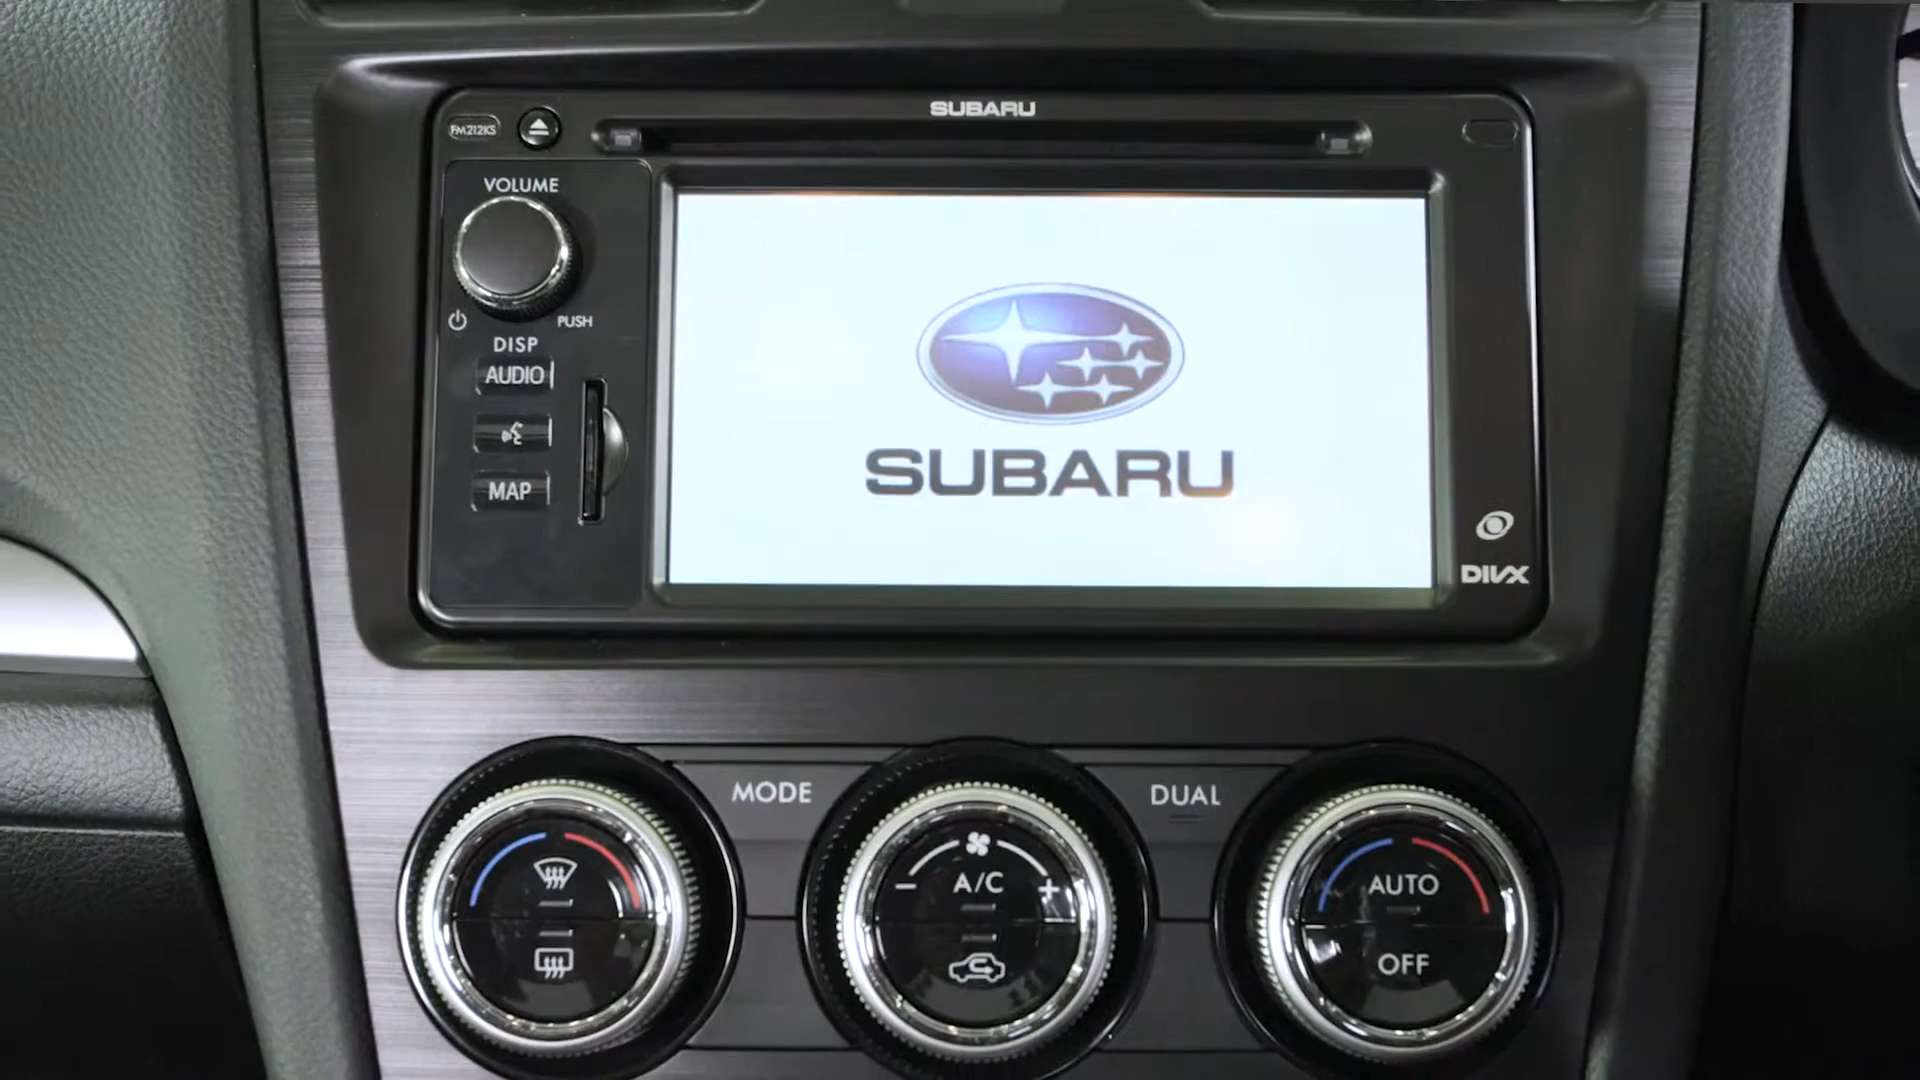 SUBARU
FM212KS
VOLUME
PUSH
DISP
AUDIO
MAP
SUBARU
DIVX
MODE
DUAL
A/C
- +
AUTO
OFF